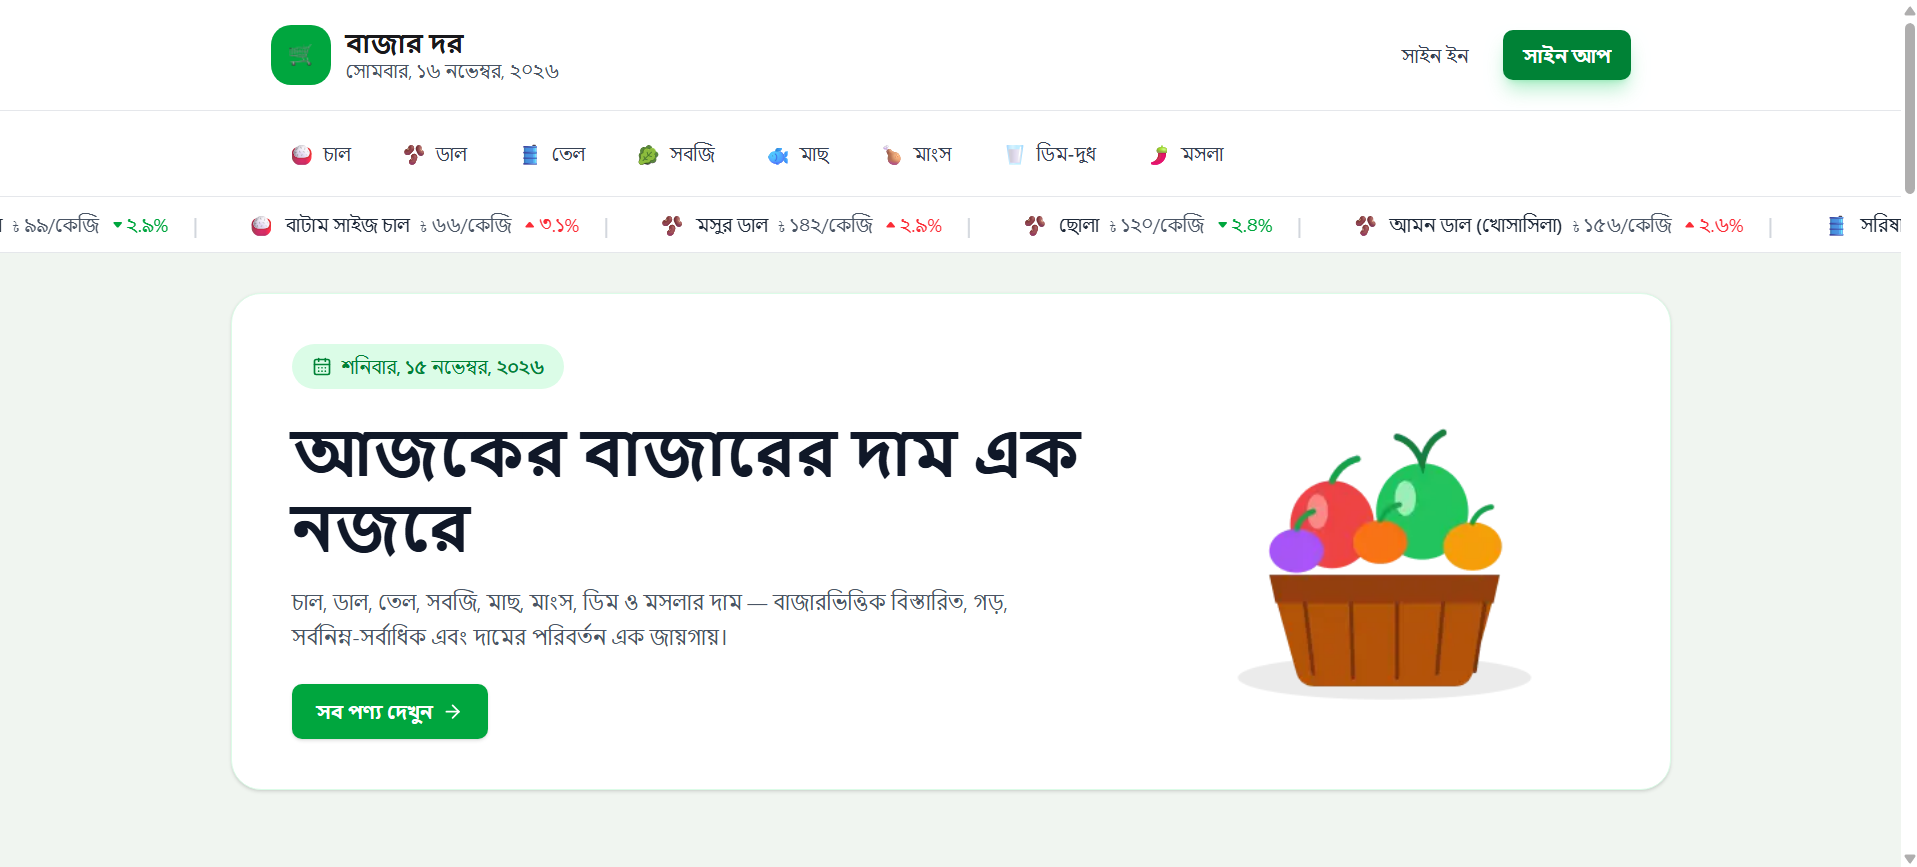 বাজার দর
সোমবার, ১৬ নভেম্বর, ২০২৬
সাইন ইন
সাইন আপ
চাল ডাল তেল সবজি মাছ মাংস ডিম-দুধ মসলা
৳ ৯৯/কেজি ▼২.৯% | বাটাম সাইজ চাল ৳ ৬৬/কেজি ▲৩.১% | মসুর ডাল ৳ ১৪২/কেজি ▲২.৯% | ছোলা ৳ ১২০/কেজি ▼২.৪% | আমন ডাল (খোসাসিলা) ৳ ১৫৬/কেজি ▲২.৬% |
শনিবার, ১৫ নভেম্বর, ২০২৬
আজকের বাজারের দাম এক
নজরে
চাল, ডাল, তেল, সবজি, মাছ, মাংস, ডিম ও মসলার দাম — বাজারভিত্তিক বিস্তারিত, গড়,
সর্বনিম্ন-সর্বাধিক এবং দামের পরিবর্তন এক জায়গায়।
সব পণ্য দেখুন →